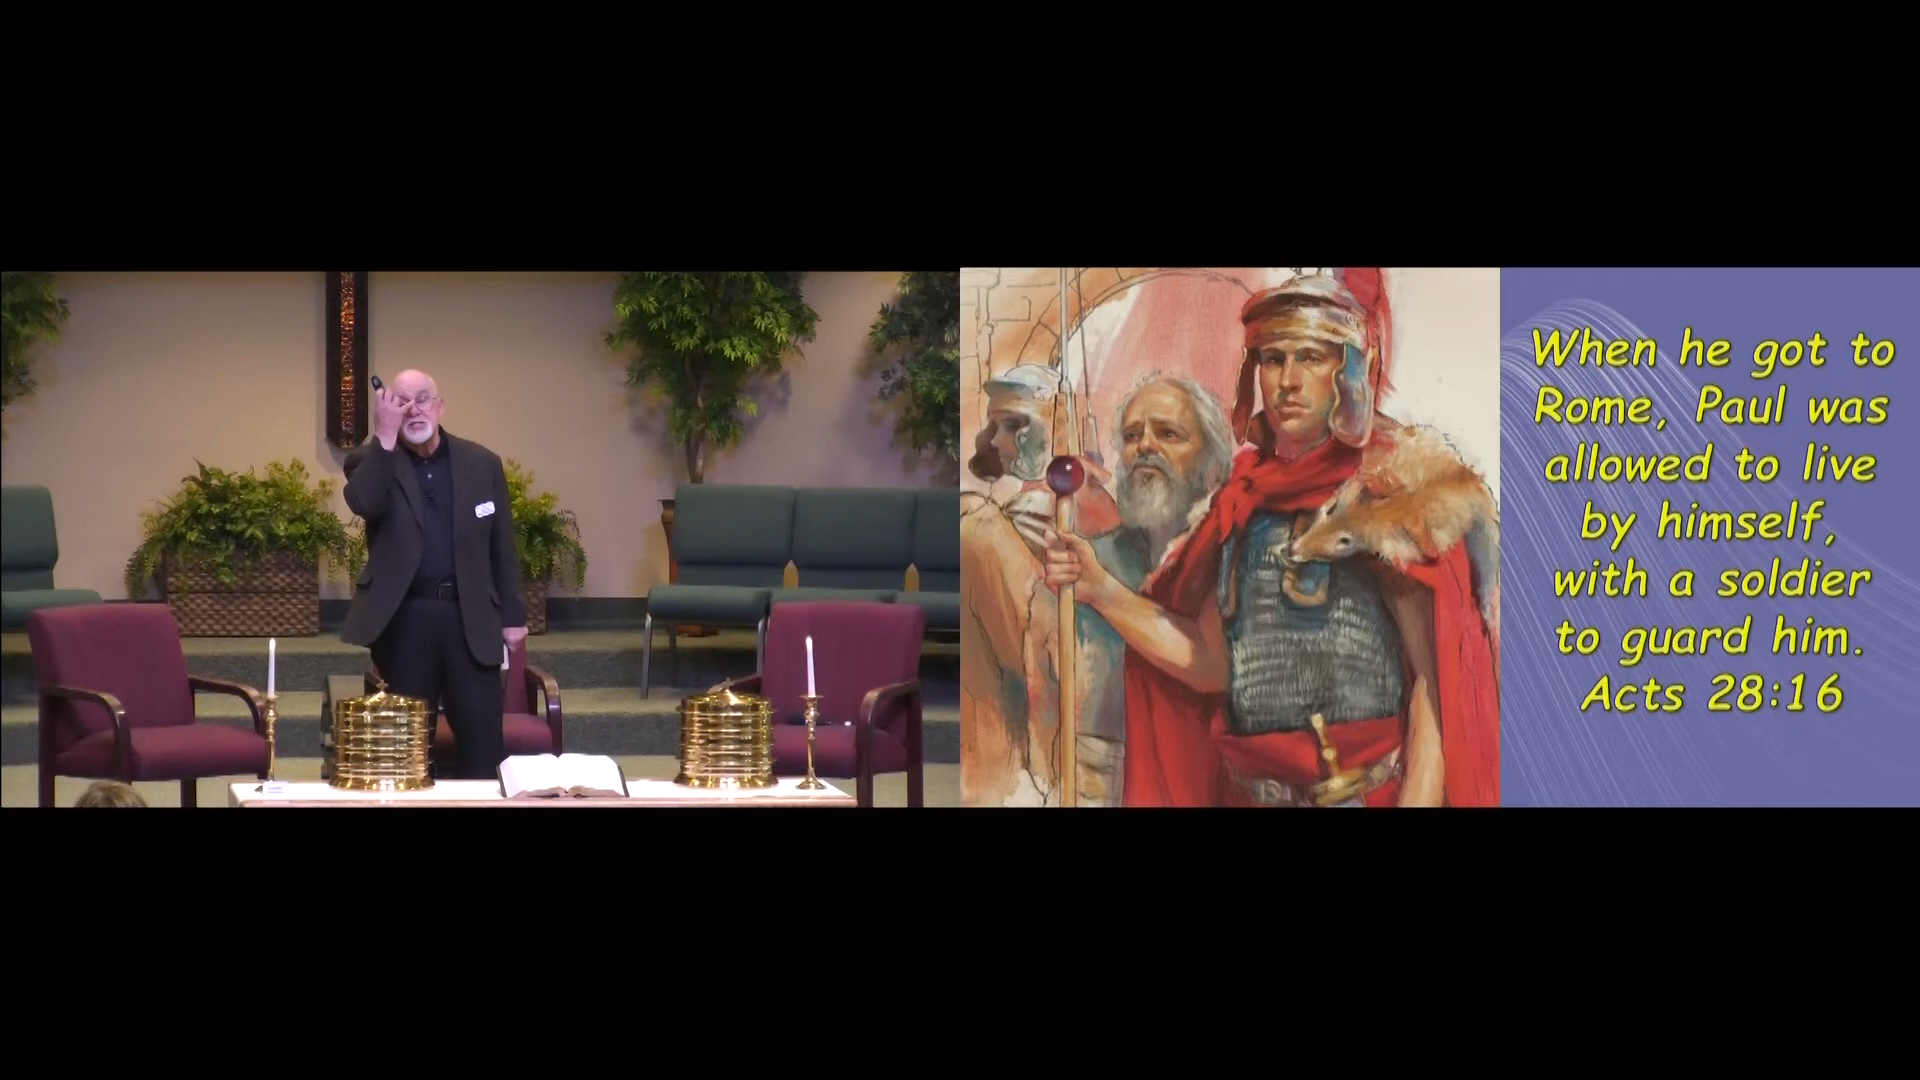 When he got to
Rome, Paul was
allowed to live
by himself,
with a soldier
to guard him.
Acts 28:16